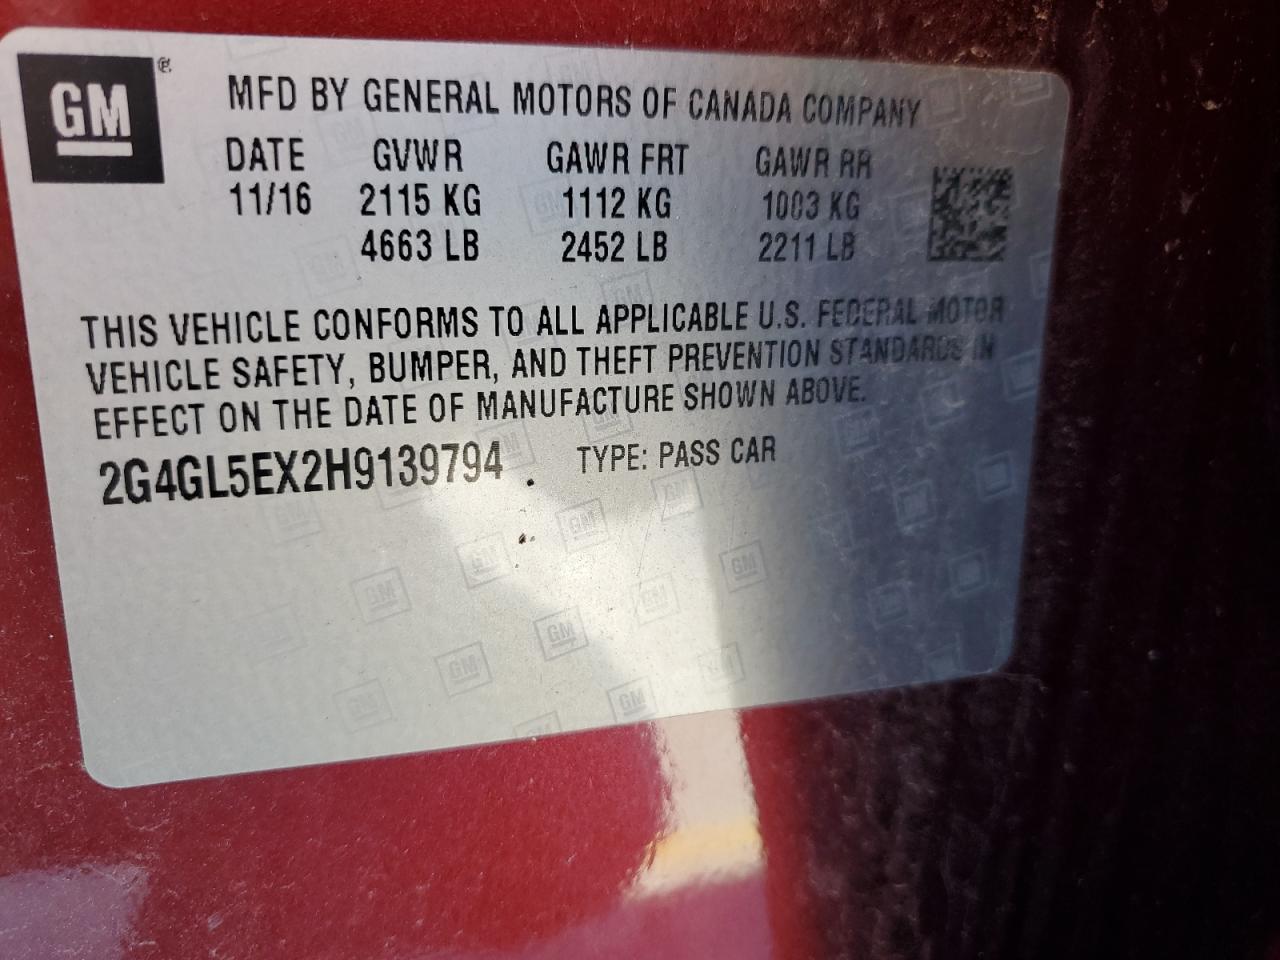 GM ®
MFD BY GENERAL MOTORS OF CANADA COMPANY
DATE GVWR GAWR FRT GAWR RR
11/16 2115 KG 1112 KG 1003 KG
4663 LB 2452 LB 2211 LB
THIS VEHICLE CONFORMS TO ALL APPLICABLE U.S. FEDERAL MOTOR
VEHICLE SAFETY, BUMPER, AND THEFT PREVENTION STANDARDS IN
EFFECT ON THE DATE OF MANUFACTURE SHOWN ABOVE.
2G4GL5EX2H9139794 TYPE: PASS CAR